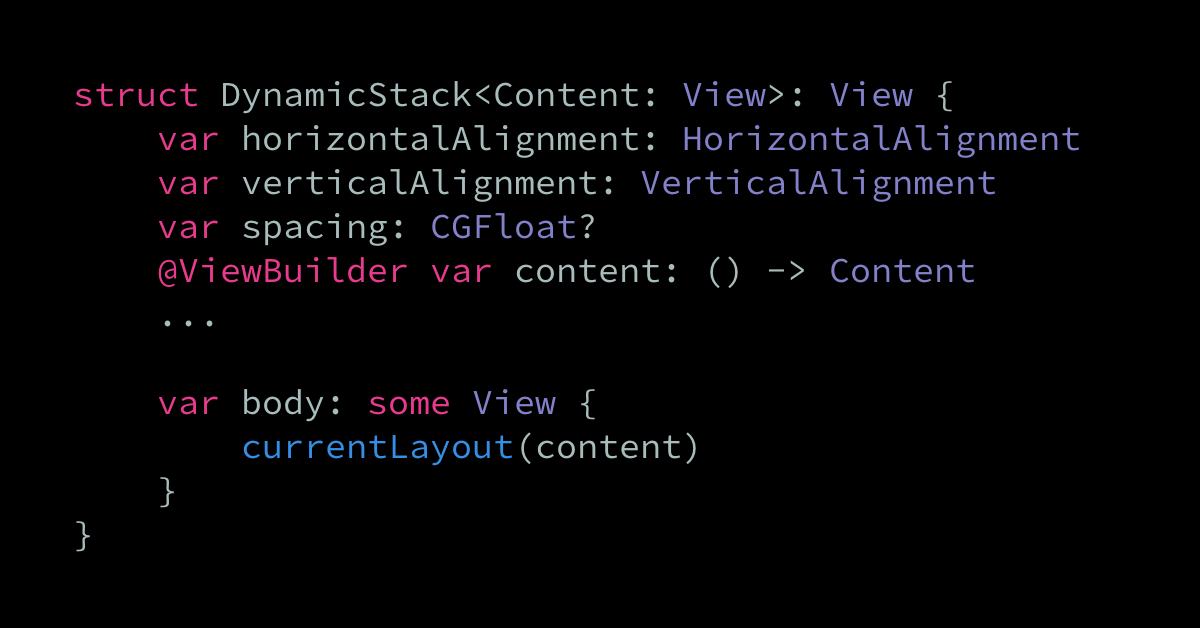 struct DynamicStack<Content: View>: View {
    var horizontalAlignment: HorizontalAlignment
    var verticalAlignment: VerticalAlignment
    var spacing: CGFloat?
    @ViewBuilder var content: () -> Content
    ...

    var body: some View {
        currentLayout(content)
    }
}